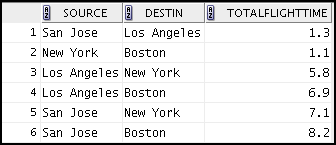 SOURCE DESTIN TOTALFLIGHTTIME
1 San Jose Los Angeles 1.3
2 New York Boston 1.1
3 Los Angeles New York 5.8
4 Los Angeles Boston 6.9
5 San Jose New York 7.1
6 San Jose Boston 8.2